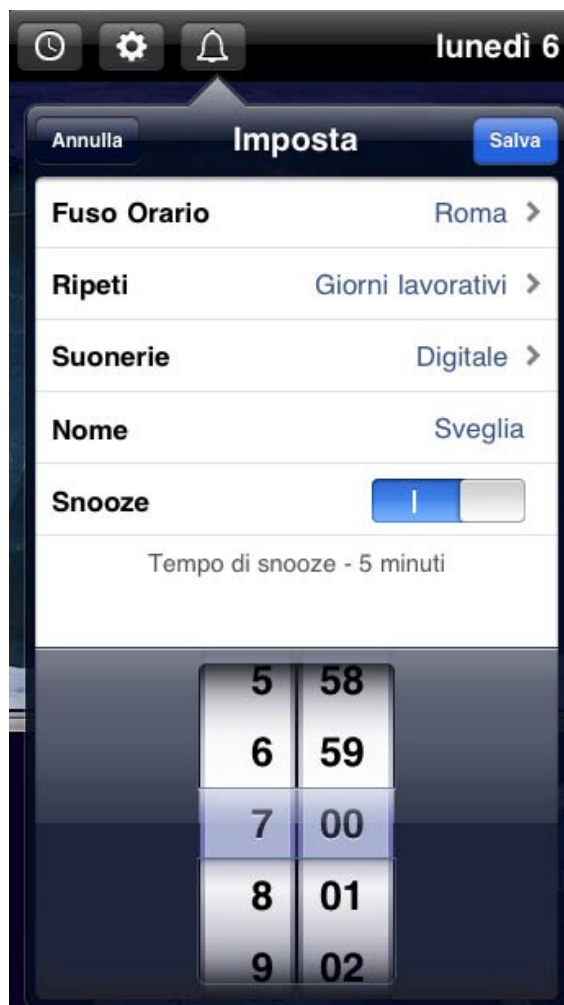 lunedì 6
Annulla Imposta Salva
Fuso Orario Roma
Ripeti Giorni lavorativi
Suonerie Digitale
Nome Sveglia
Snooze
Tempo di snooze - 5 minuti
5 58
6 59
7 00
8 01
9 02